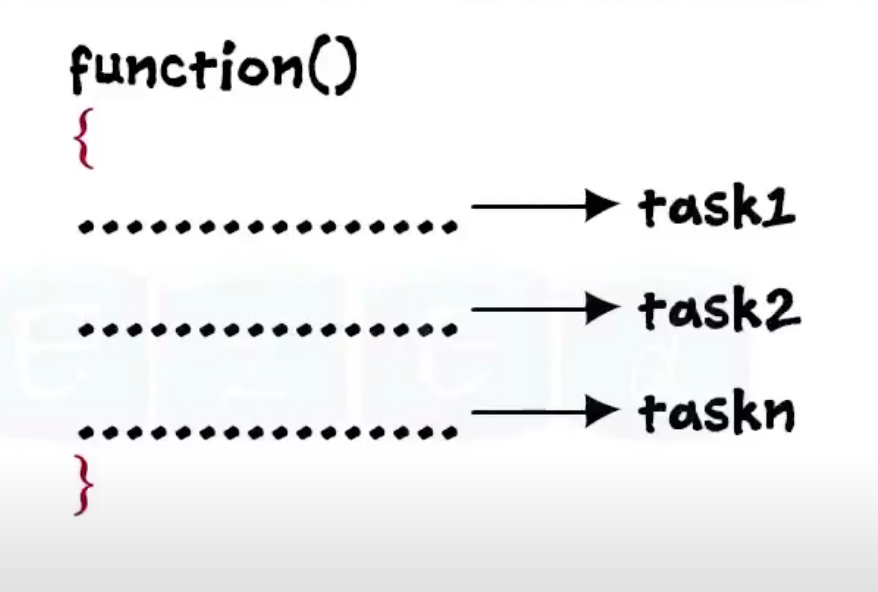 function()
{
............... → task1
............... → task2
............... → taskn
}